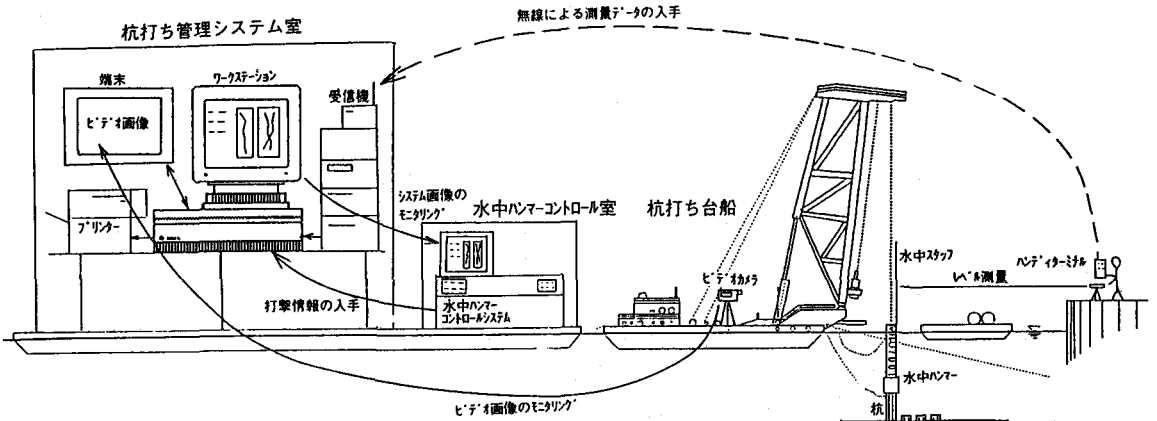 無線による測量データの入手
杭打ち管理システム室
端末
ワークステーション
受信機
ビデオ画像
プリンター
システム画像の
モニタリング
水中ハンマーコントロール室
杭打ち台船
水中スタッフ
ハンディターミナル
レベル測量
ビデオカメラ
打撃情報の入手
水中ハンマー
コントロールシステム
水中ハンマー
杭
ビデオ画像のモニタリング